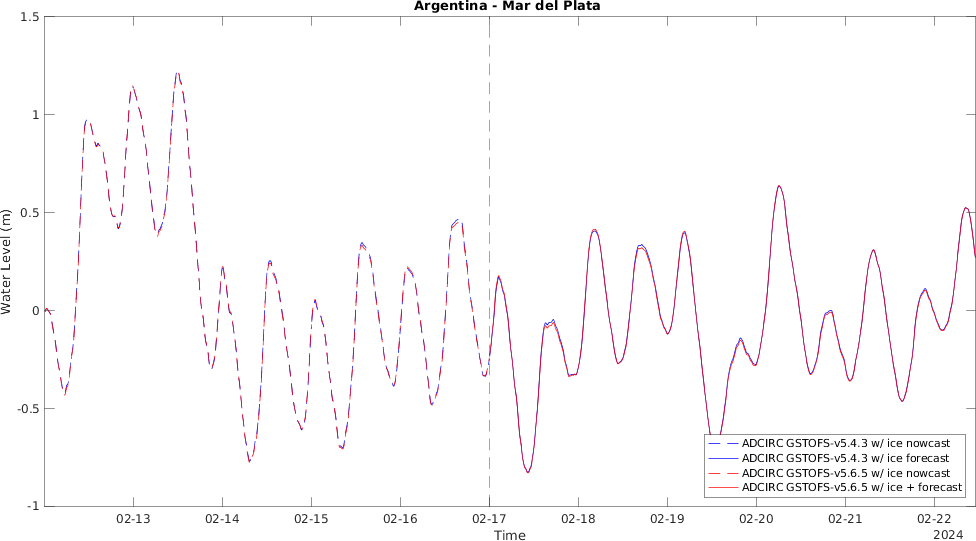 Argentina - Mar del Plata
1.5
1
0.5
0
-0.5
-1
Water Level (m)
02-13 02-14 02-15 02-16 02-17 02-18 02-19 02-20 02-21 02-22
Time
2024
ADCIRC GSTOFS-v5.4.3 w/ ice nowcast
ADCIRC GSTOFS-v5.4.3 w/ ice forecast
ADCIRC GSTOFS-v5.6.5 w/ ice nowcast
ADCIRC GSTOFS-v5.6.5 w/ ice + forecast